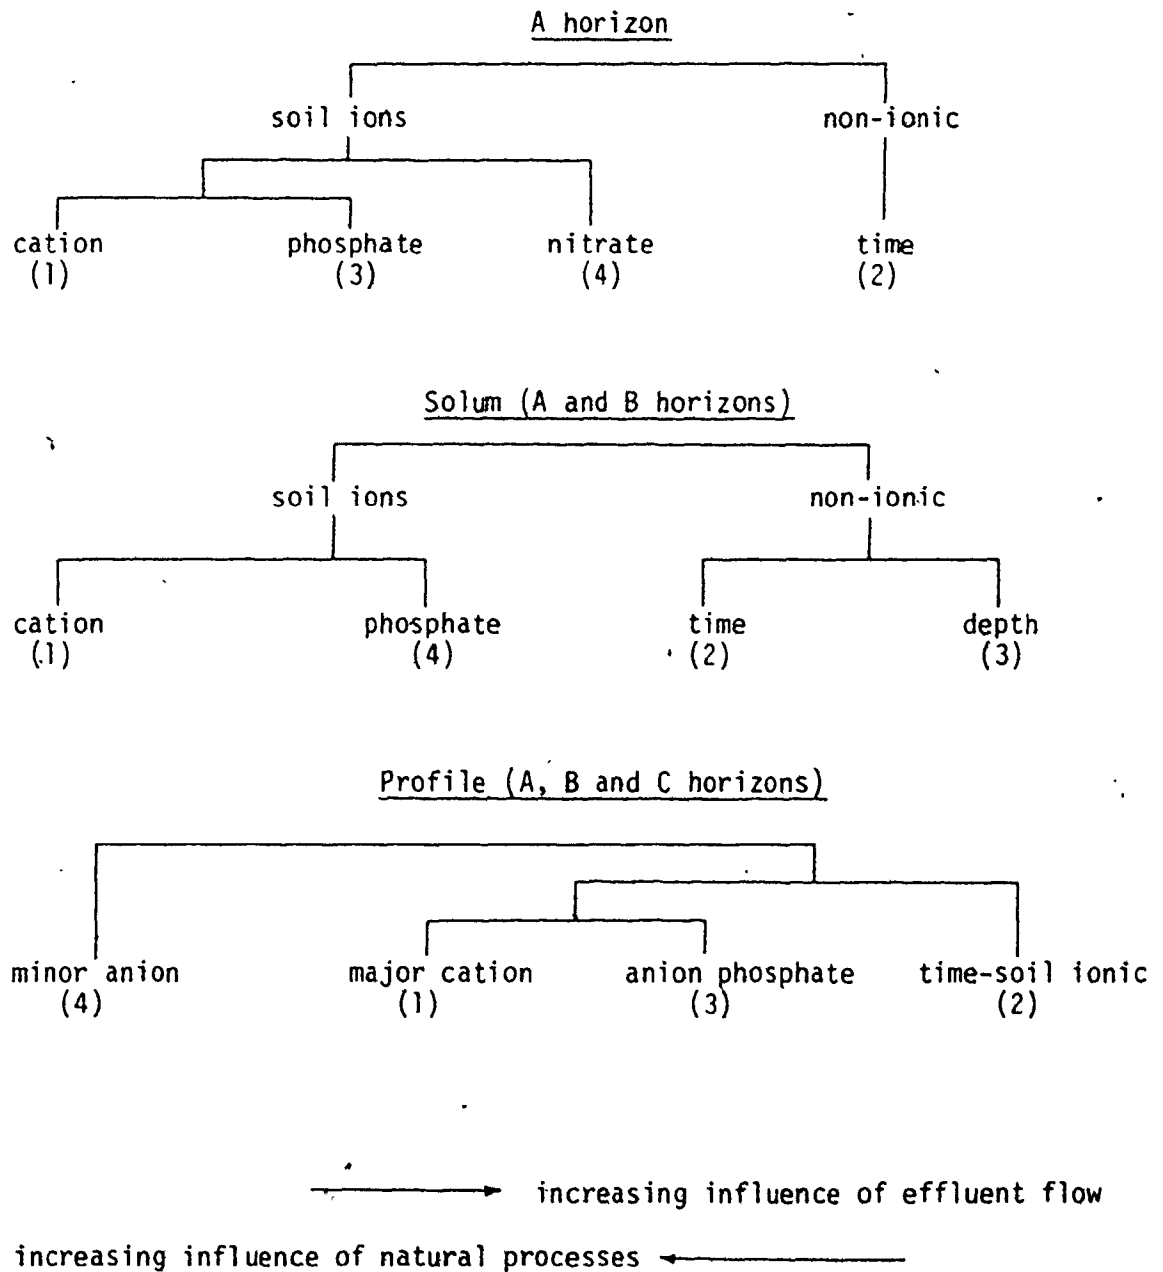 A horizon
soil ions non-ionic
cation phosphate nitrate time
(1) (3) (4) (2)
Solum (A and B horizons)
soil ions non-ionic
cation phosphate time depth
(1) (4) (2) (3)
Profile (A, B and C horizons)
minor anion major cation anion phosphate time-soil ionic
(4) (1) (3) (2)
increasing influence of effluent flow
increasing influence of natural processes